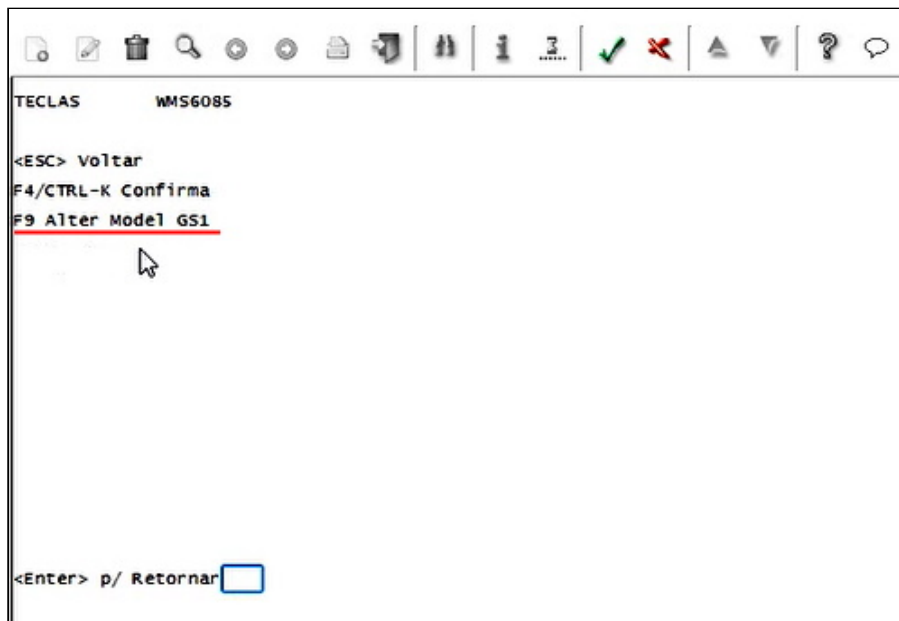 TECLAS WMS6085
<ESC> Voltar
F4/CTRL-K Confirma
F9 Alter Model GS1
<Enter> p/ Retornar